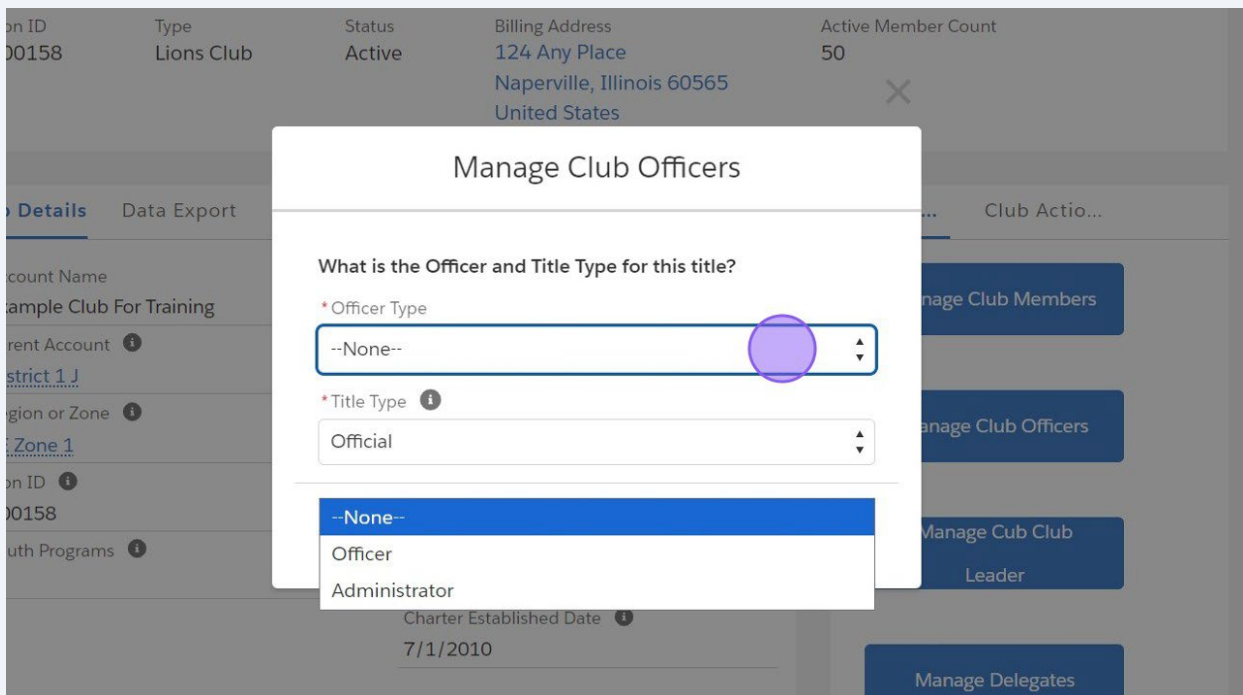 on ID Type Status Billing Address Active Member Count
00158 Lions Club Active 124 Any Place 50
Naperville, Illinois 60565
United States
Manage Club Officers
Details Data Export ... Club Actio...
What is the Officer and Title Type for this title?
ccount Name
ample Club For Training
*Officer Type
nage Club Members
--None--
rent Account
strict 1 J
*Title Type
gion or Zone
Official
anage Club Officers
Zone 1
on ID
00158
--None--
Manage Cub Club
Leader
uth Programs
Officer
Administrator
Charter Established Date
7/1/2010
Manage Delegates